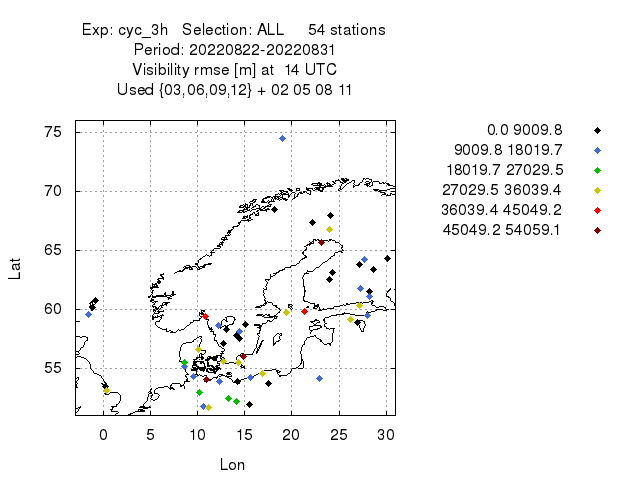 Exp: cyc_3h   Selection: ALL     54 stations
Period: 20220822-20220831
Visibility rmse [m] at  14 UTC
Used {03,06,09,12} + 02 05 08 11
75
70
65
60
55
Lat
0 5 10 15 20 25 30
Lon
0.0 9009.8
9009.8 18019.7
18019.7 27029.5
27029.5 36039.4
36039.4 45049.2
45049.2 54059.1